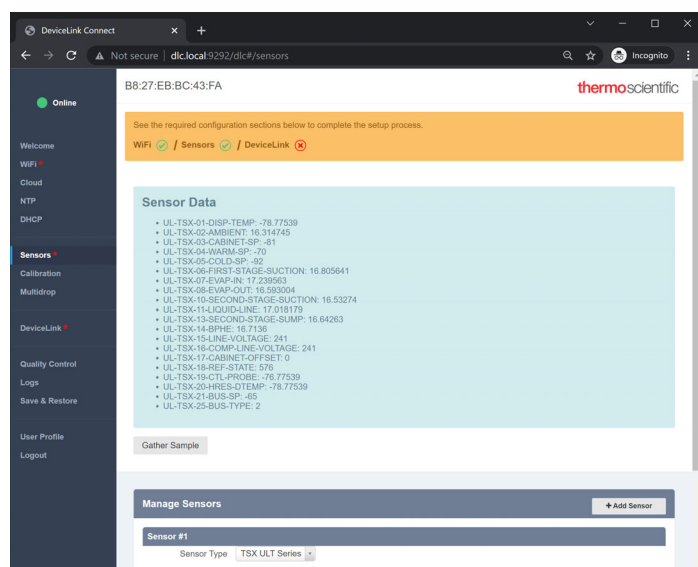 DeviceLink Connect
Not secure | dlc.local:9292/dlc#/sensors
Incognito
Online
B8:27:EB:BC:43:FA
thermoscientific
See the required configuration sections below to complete the setup process.
WiFi / Sensors / DeviceLink
Welcome
WiFi *
Cloud
NTP
DHCP
Sensors *
Calibration
Multidrop
DeviceLink *
Quality Control
Logs
Save & Restore
User Profile
Logout
Sensor Data
• UL-TSX-01-DISP-TEMP: -78.77539
• UL-TSX-02-AMBIENT: 16.314745
• UL-TSX-03-CABINET-SP: -81
• UL-TSX-04-WARM-SP: -70
• UL-TSX-05-COLD-SP: -92
• UL-TSX-06-FIRST-STAGE-SUCTION: 16.805641
• UL-TSX-07-EVAP-IN: 17.239563
• UL-TSX-08-EVAP-OUT: 16.593004
• UL-TSX-10-SECOND-STAGE-SUCTION: 16.53274
• UL-TSX-11-LIQUID-LINE: 17.018179
• UL-TSX-13-SECOND-STAGE-SUMP: 16.64263
• UL-TSX-14-BPHE: 16.7136
• UL-TSX-15-LINE-VOLTAGE: 241
• UL-TSX-16-COMP-LINE-VOLTAGE: 241
• UL-TSX-17-CABINET-OFFSET: 0
• UL-TSX-18-REF-STATE: 576
• UL-TSX-19-CTL-PROBE: -76.77539
• UL-TSX-20-HRES-DTEMP: -78.77539
• UL-TSX-21-BUS-SP: -65
• UL-TSX-25-BUS-TYPE: 2
Gather Sample
Manage Sensors
+ Add Sensor
Sensor #1
Sensor Type TSX ULT Series